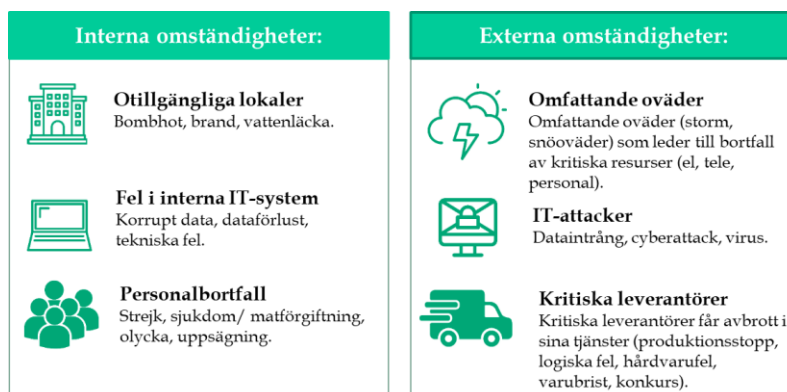 Interna omständigheter:
Otillgängliga lokaler
Bombhot, brand, vattenläcka.
Fel i interna IT-system
Korrupt data, dataförlust,
tekniska fel.
Personalbortfall
Strejk, sjukdom/ matförgiftning,
olycka, uppsägning.
Externa omständigheter:
Omfattande oväder
Omfattande oväder (storm,
snöoväder) som leder till bortfall
av kritiska resurser (el, tele,
personal).
IT-attacker
Dataintrång, cyberattack, virus.
Kritiska leverantörer
Kritiska leverantörer får avbrott i
sina tjänster (produktionsstopp,
logiska fel, hårdvarufel,
varubrist, konkurs).